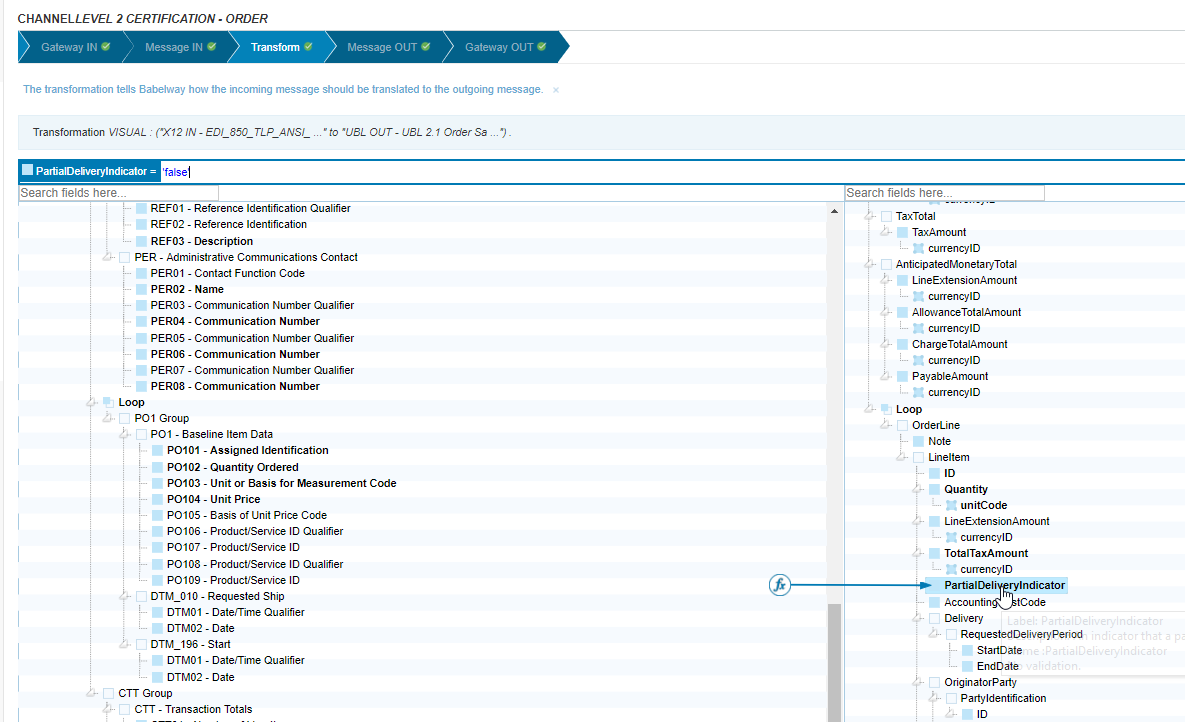 CHANNELLEVEL 2 CERTIFICATION - ORDER
Gateway IN
Message IN
Transform
Message OUT
Gateway OUT
The transformation tells Babelway how the incoming message should be translated to the outgoing message. ×
Transformation VISUAL : ("X12 IN - EDI_850_TLP_ANSI_ ..." to "UBL OUT - UBL 2.1 Order Sa ...") .
PartialDeliveryIndicator = 'false'
Search fields here...
REF01 - Reference Identification Qualifier
REF02 - Reference Identification
REF03 - Description
PER - Administrative Communications Contact
PER01 - Contact Function Code
PER02 - Name
PER03 - Communication Number Qualifier
PER04 - Communication Number
PER05 - Communication Number Qualifier
PER06 - Communication Number
PER07 - Communication Number Qualifier
PER08 - Communication Number
Loop
PO1 Group
PO1 - Baseline Item Data
PO101 - Assigned Identification
PO102 - Quantity Ordered
PO103 - Unit or Basis for Measurement Code
PO104 - Unit Price
PO105 - Basis of Unit Price Code
PO106 - Product/Service ID Qualifier
PO107 - Product/Service ID
PO108 - Product/Service ID Qualifier
PO109 - Product/Service ID
DTM_010 - Requested Ship
DTM01 - Date/Time Qualifier
DTM02 - Date
DTM_196 - Start
DTM01 - Date/Time Qualifier
DTM02 - Date
CTT Group
CTT - Transaction Totals
Search fields here...
currencyID
TaxTotal
TaxAmount
currencyID
AnticipatedMonetaryTotal
LineExtensionAmount
currencyID
AllowanceTotalAmount
currencyID
ChargeTotalAmount
currencyID
PayableAmount
currencyID
Loop
OrderLine
Note
LineItem
ID
Quantity
unitCode
LineExtensionAmount
currencyID
TotalTaxAmount
currencyID
fx
PartialDeliveryIndicator
Delivery
Label: PartialDeliveryIndicator
RequestedDeliveryPeriod
indicator that a pa
StartDate
:PartialDeliveryIndicator
EndDate
validation.
OriginatorParty
PartyIdentification
ID